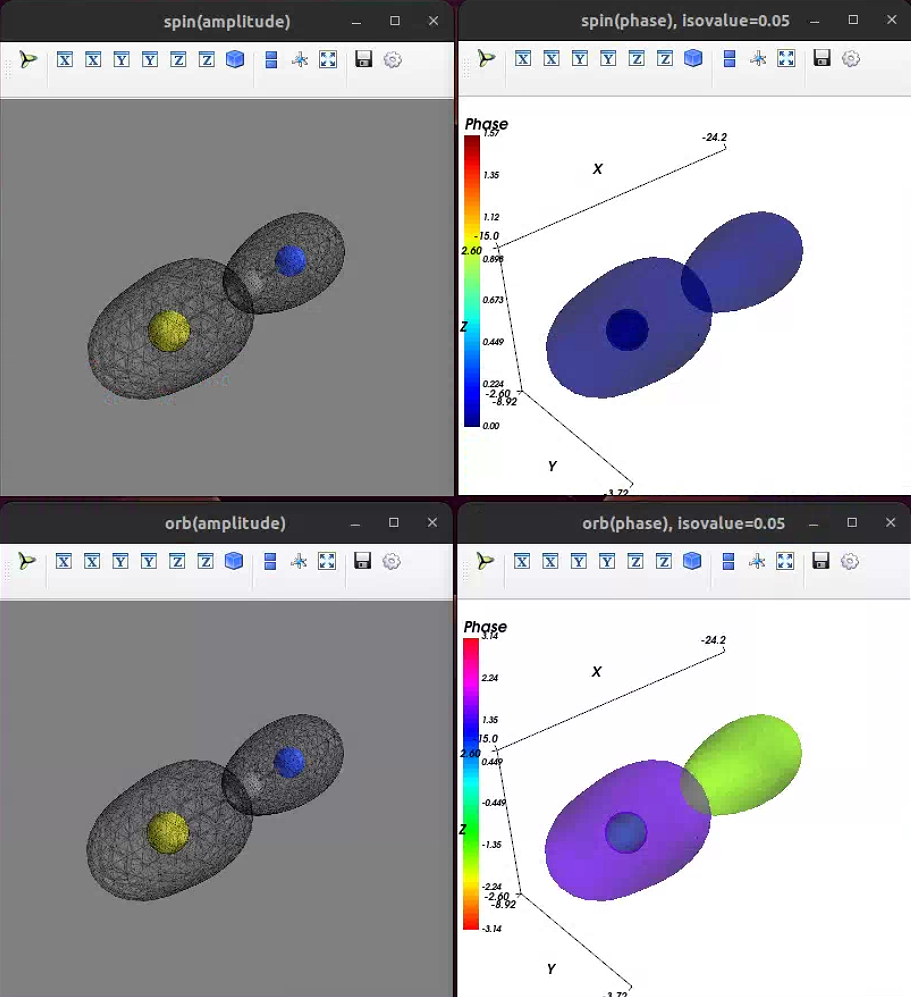 spin(amplitude)
X X Y Y Z Z
spin(phase), isovalue=0.05
X X Y Y Z Z
Phase
1.57
1.35
1.12
-15.0
2.60
0.898
0.673
Z
0.449
0.224
-2.60
-8.92
0.00
-24.2
X
Y
-3.72
orb(amplitude)
X X Y Y Z Z
orb(phase), isovalue=0.05
X X Y Y Z Z
Phase
3.14
2.24
1.35
15.0
2.60
0.449
-0.449
Z
-1.35
-2.24
-2.60
-8.92
-3.14
-24.2
X
Y
-3.72